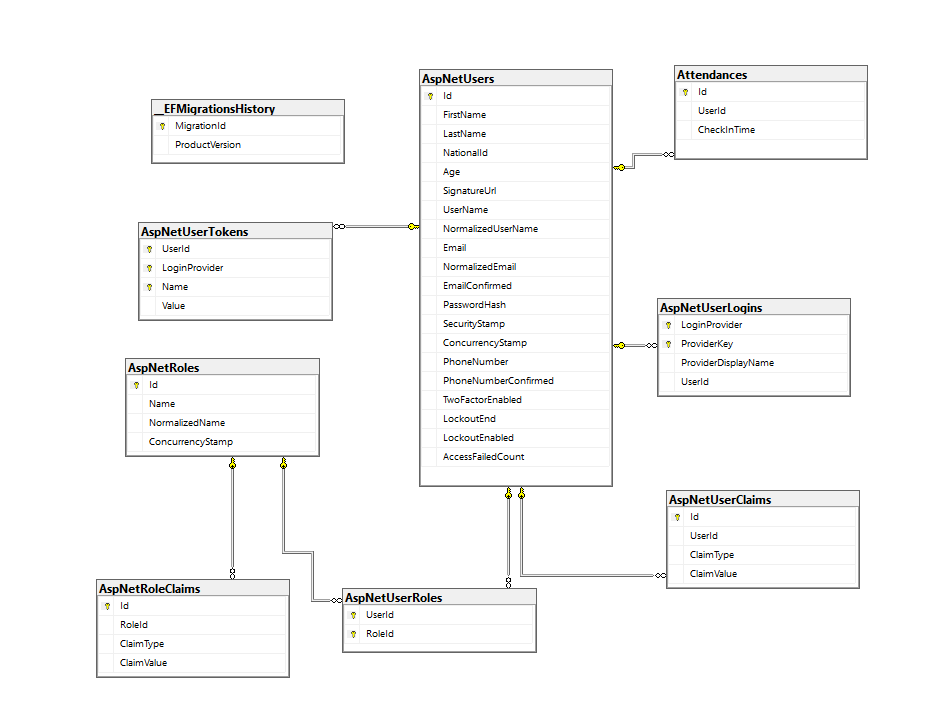 AspNetUsers
Id
FirstName
LastName
NationalId
Age
SignatureUrl
UserName
NormalizedUserName
Email
NormalizedEmail
EmailConfirmed
PasswordHash
SecurityStamp
ConcurrencyStamp
PhoneNumber
PhoneNumberConfirmed
TwoFactorEnabled
LockoutEnd
LockoutEnabled
AccessFailedCount
Attendances
Id
UserId
CheckInTime
__EFMigrationsHistory
MigrationId
ProductVersion
AspNetUserTokens
UserId
LoginProvider
Name
Value
AspNetUserLogins
LoginProvider
ProviderKey
ProviderDisplayName
UserId
AspNetRoles
Id
Name
NormalizedName
ConcurrencyStamp
AspNetUserClaims
Id
UserId
ClaimType
ClaimValue
AspNetRoleClaims
Id
RoleId
ClaimType
ClaimValue
AspNetUserRoles
UserId
RoleId